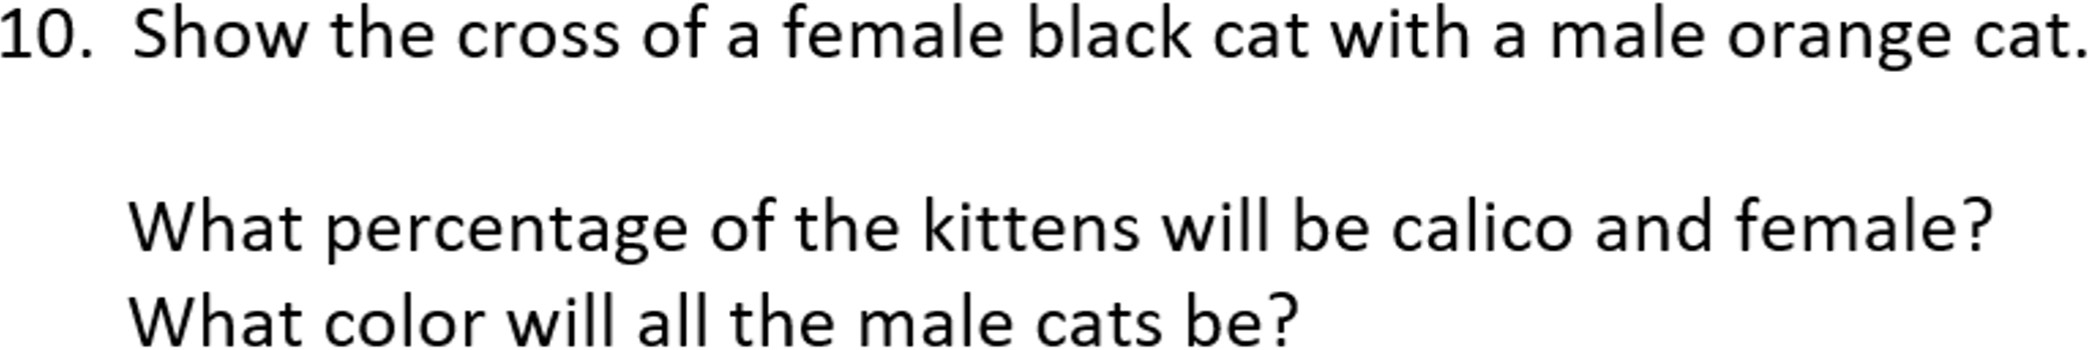 10. Show the cross of a female black cat with a male orange cat.
What percentage of the kittens will be calico and female?
What color will all the male cats be?